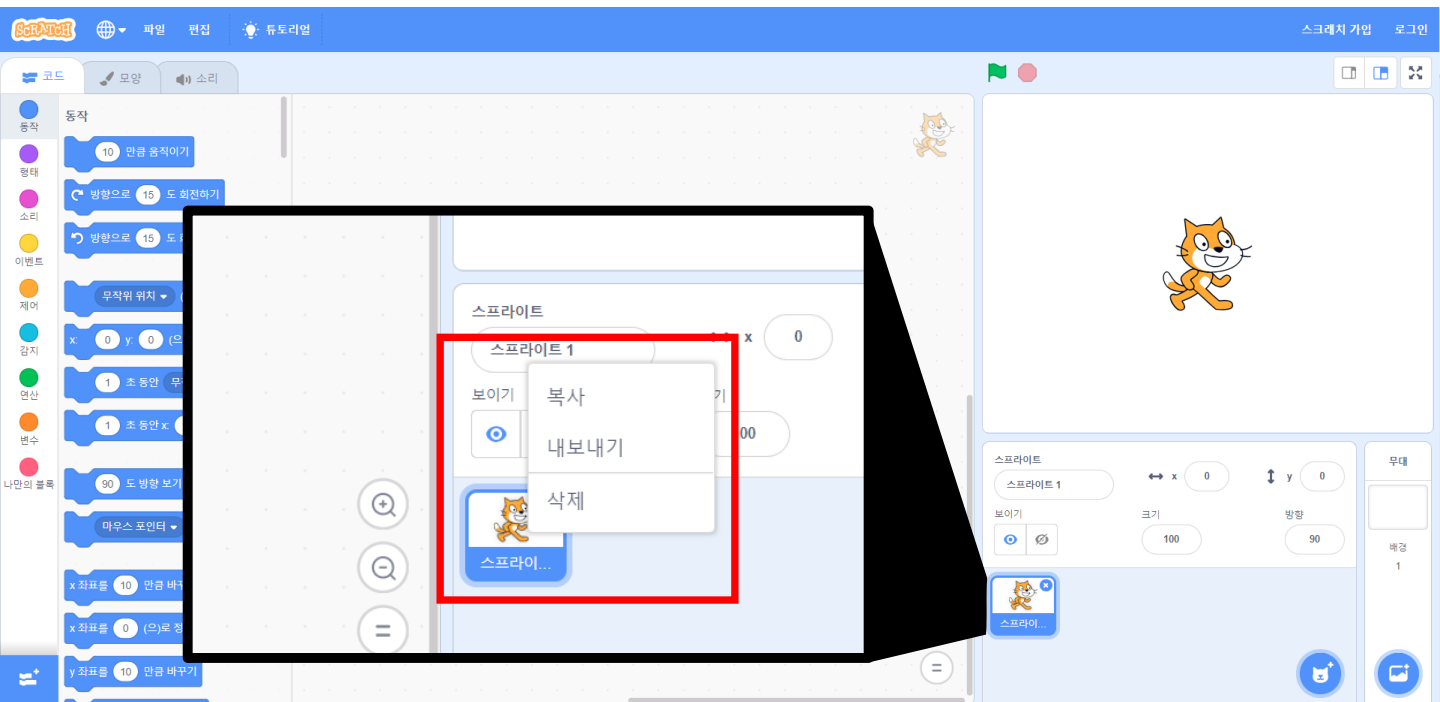 SCRATCH 파일 편집 튜토리얼 스크래치 가입 로그인
코드 모양 소리
동작
형태
소리
이벤트
제어
감지
연산
변수
나만의 블록
동작
10 만큼 움직이기
방향으로 15 도 회전하기
방향으로 15 도
무작위 위치
x: 0 y: 0 (으
1 초 동안
1 초 동안 x:
90 도 방향 보기
마우스 포인터
x 좌표를 10 만큼 바꾸
x 좌표를 0 (으)로 정
y 좌표를 10 만큼 바꾸기
스프라이트
스프라이트 1 x 0
보이기 기
00
복사
내보내기
삭제
스프라이...
스프라이트
스프라이트 1 x 0 y 0
보이기 크기 방향
100 90
스프라이...
무대
배경
1